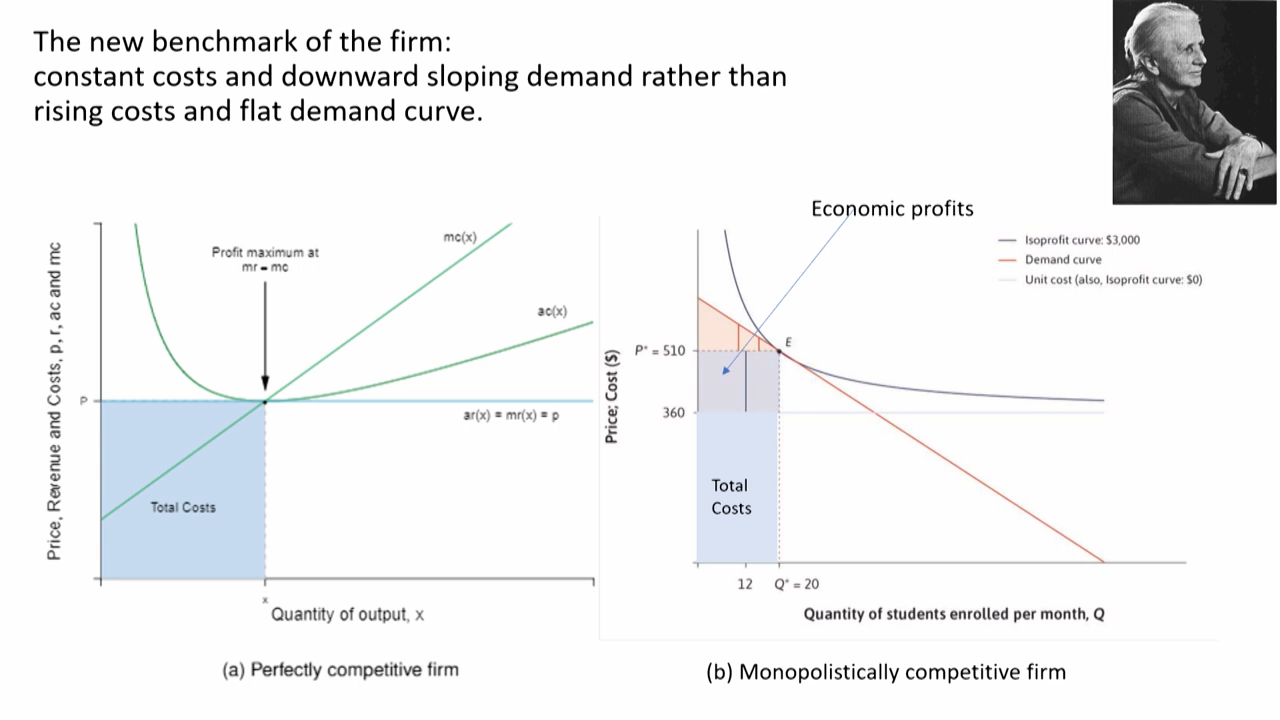 The new benchmark of the firm:
constant costs and downward sloping demand rather than
rising costs and flat demand curve.
Price, Revenue and Costs, p, r, ac and mc
Profit maximum at
mr = mc
mc(x)
ac(x)
P
ar(x) = mr(x) = p
Total Costs
x
Quantity of output, x
(a) Perfectly competitive firm
Economic profits
Isoprofit curve: $3,000
Demand curve
Unit cost (also, Isoprofit curve: $0)
Price; Cost ($)
E
P* = 510
360
Total
Costs
12
Q* = 20
Quantity of students enrolled per month, Q
(b) Monopolistically competitive firm